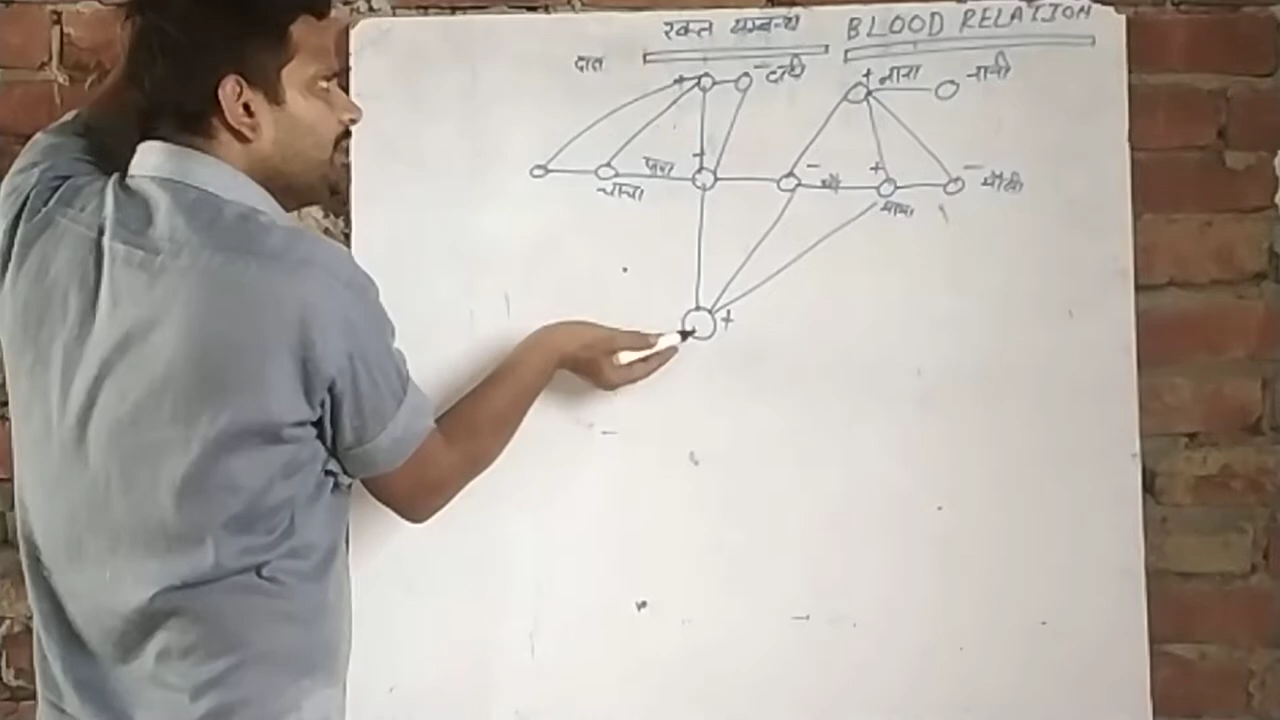 रक्त सम्बन्ध BLOOD RELATION
दादा + - दादी + नाना - नानी
चाचा पापा + - माँ + मामा - मौसी
+